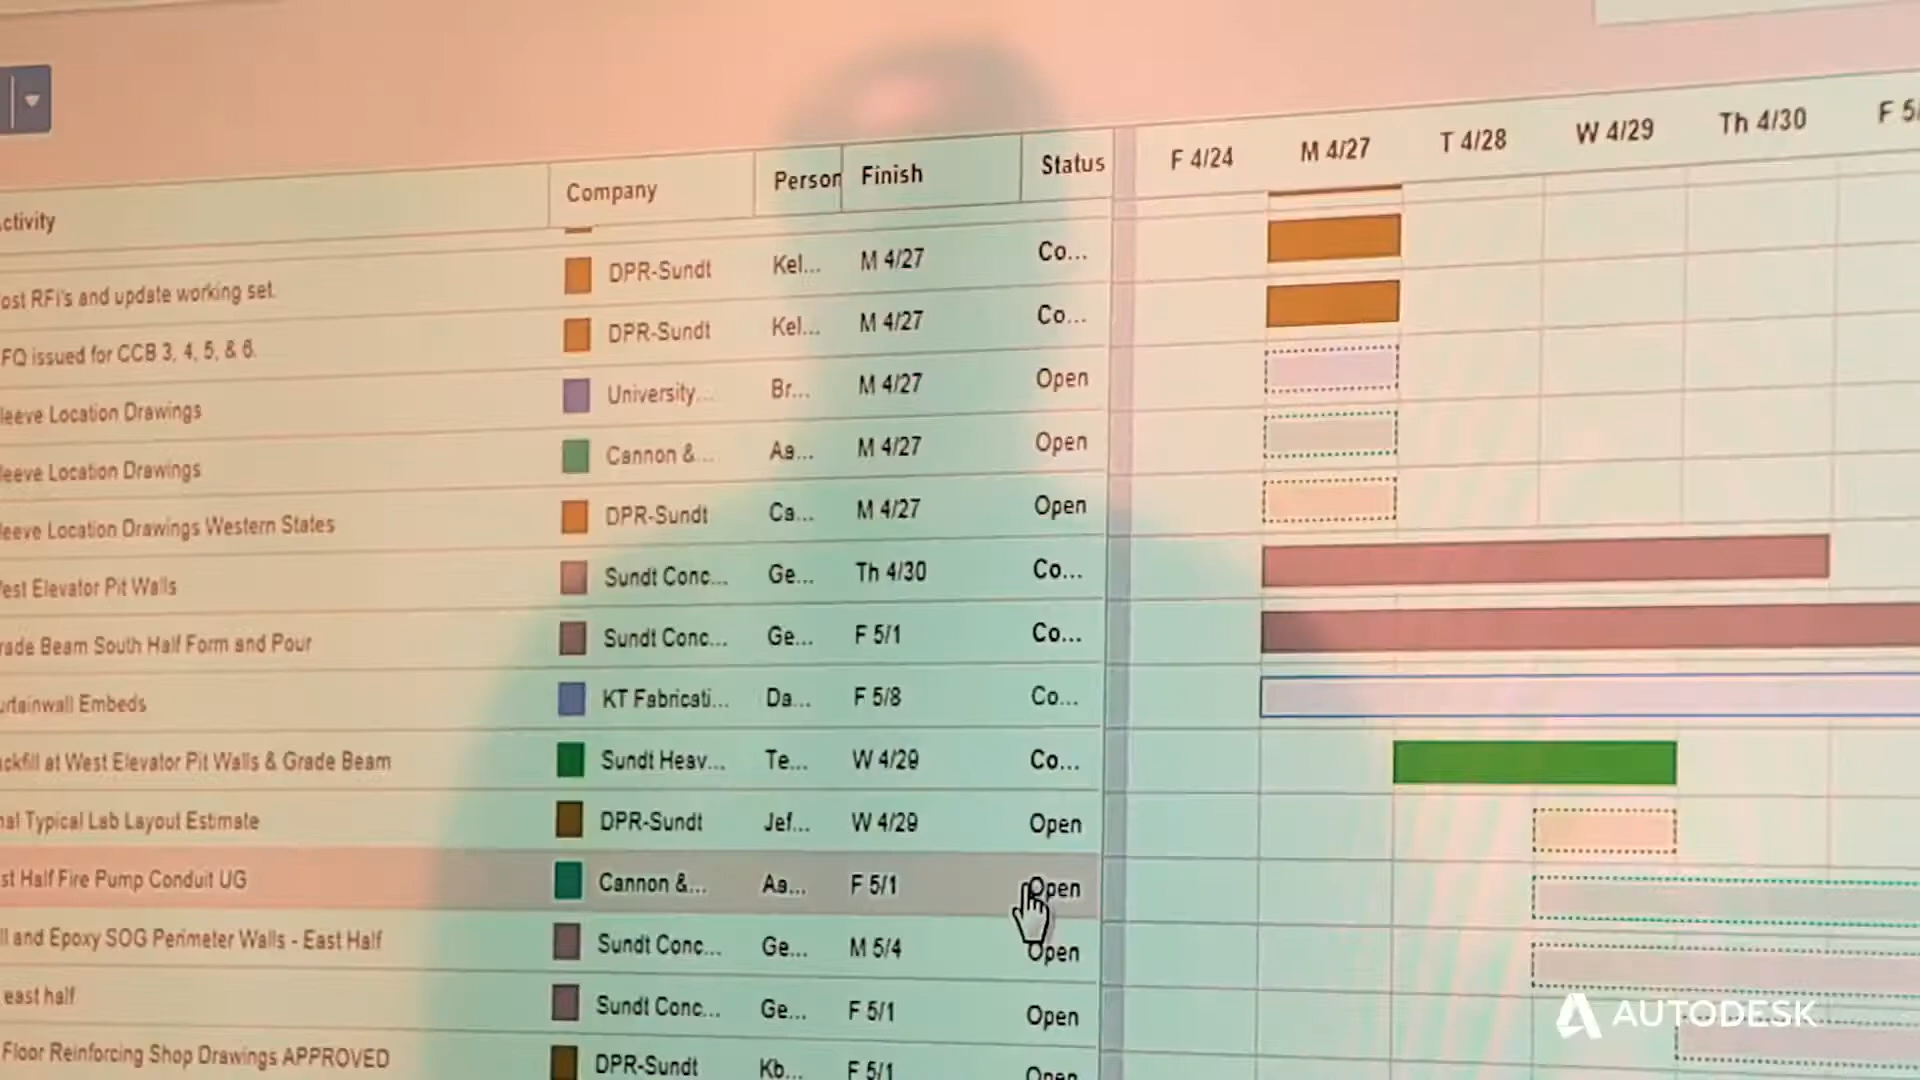 F 4/24 M 4/27 T 4/28 W 4/29 Th 4/30 F 5/
ctivity Company Person Finish Status
ost RFI's and update working set. DPR-Sundt Kel... M 4/27 Co...
FQ issued for CCB 3, 4, 5, & 6. DPR-Sundt Kel... M 4/27 Co...
leeve Location Drawings University... Br... M 4/27 Open
leeve Location Drawings Cannon & ... As... M 4/27 Open
leeve Location Drawings Western States DPR-Sundt Ca... M 4/27 Open
est Elevator Pit Walls Sundt Conc... Ge... Th 4/30 Co...
rade Beam South Half Form and Pour Sundt Conc... Ge... F 5/1 Co...
urtainwall Embeds KT Fabricati... Da... F 5/8 Co...
ackfill at West Elevator Pit Walls & Grade Beam Sundt Heav... Te... W 4/29 Co...
nal Typical Lab Layout Estimate DPR-Sundt Jef... W 4/29 Open
st Half Fire Pump Conduit UG Cannon &... As... F 5/1 Open
ll and Epoxy SOG Perimeter Walls - East Half Sundt Conc... Ge... M 5/4 Open
east half Sundt Conc... Ge... F 5/1 Open
Floor Reinforcing Shop Drawings APPROVED DPR-Sundt Kb... F 5/1 Open
AUTODESK